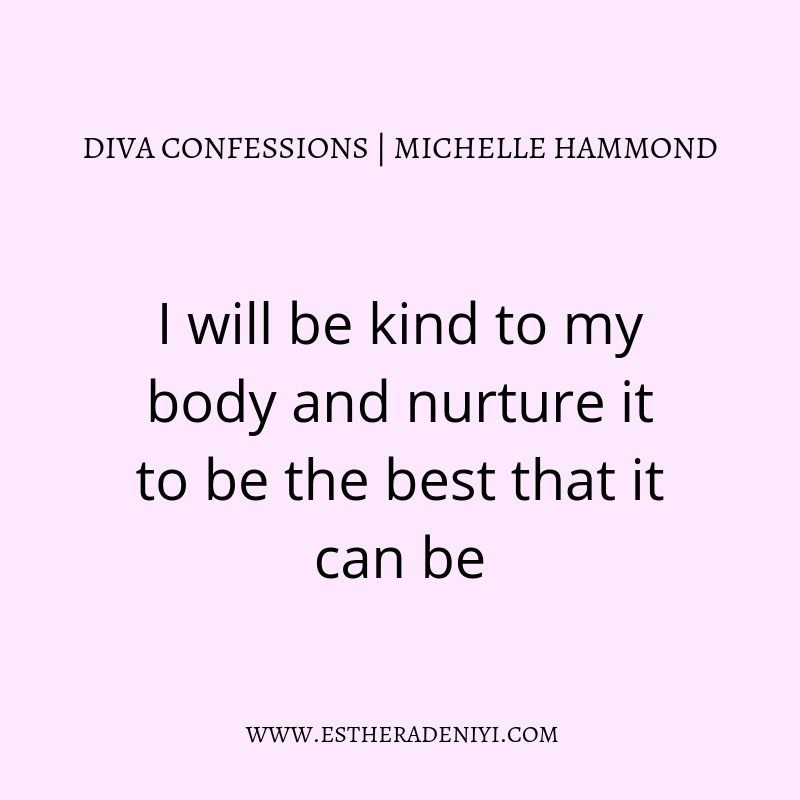 DIVA CONFESSIONS | MICHELLE HAMMOND
I will be kind to my
body and nurture it
to be the best that it
can be
WWW.ESTHERADENIYI.COM